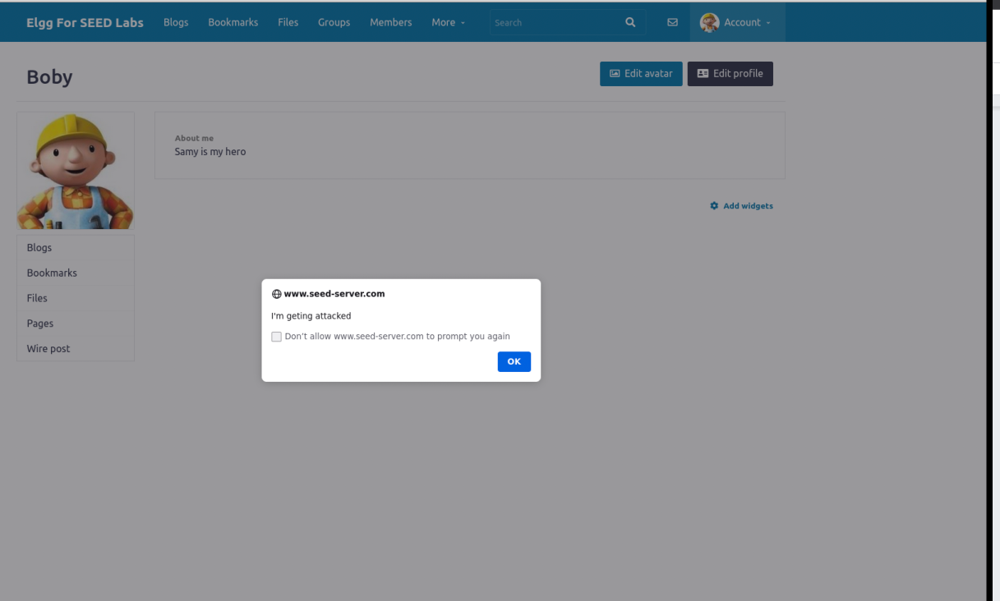 Elgg For SEED Labs Blogs Bookmarks Files Groups Members More Search Account
Boby Edit avatar Edit profile
About me
Samy is my hero
Add widgets
Blogs
Bookmarks
Files
Pages
Wire post
www.seed-server.com
I'm geting attacked
Don't allow www.seed-server.com to prompt you again
OK